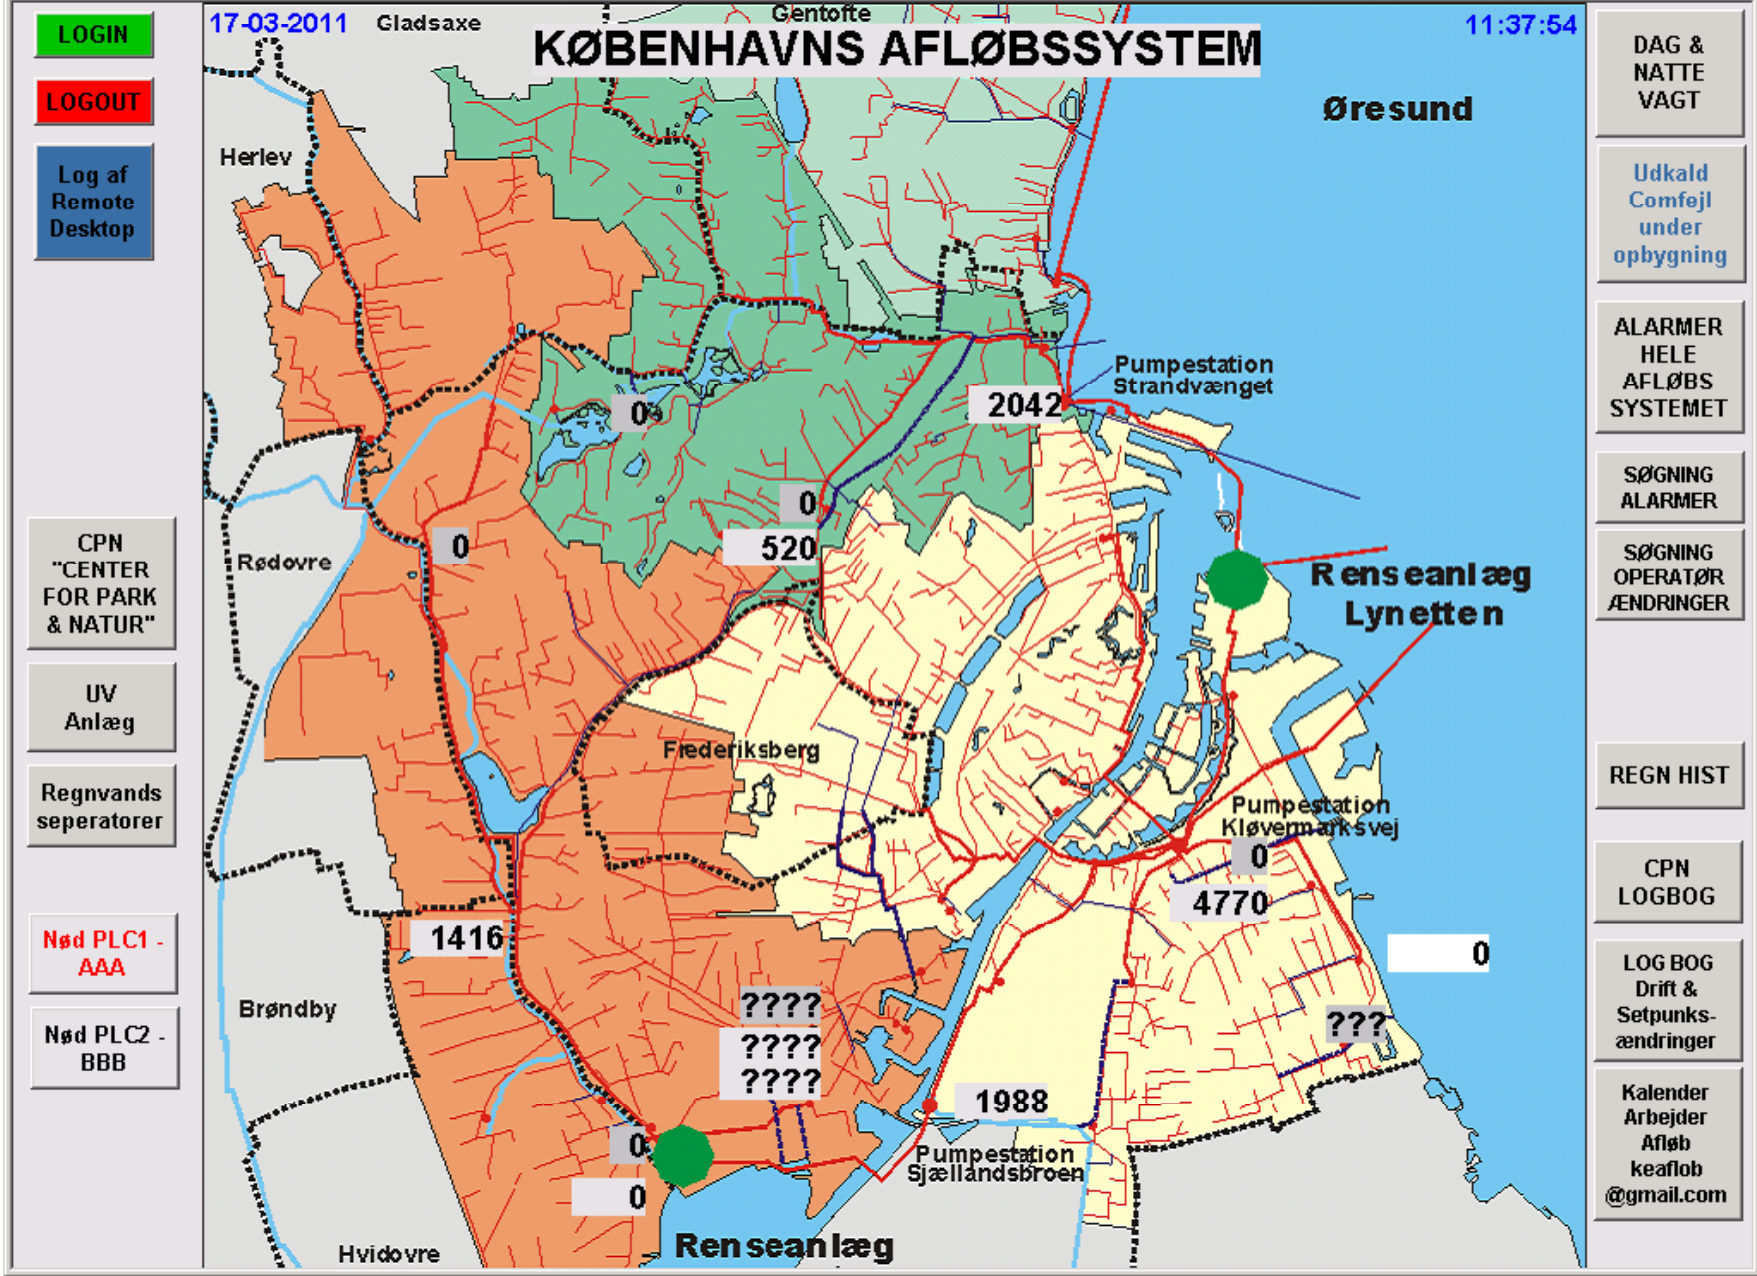 LOGIN
LOGOUT
Log af
Remote
Desktop
CPN
"CENTER
FOR PARK
& NATUR"
UV
Anlæg
Regnvands
seperatorer
Nød PLC1 -
AAA
Nød PLC2 -
BBB
17-03-2011
Gladsaxe
Gentofte
11:37:54
KØBENHAVNS AFLØBSSYSTEM
Øresund
Herlev
Pumpestation
Strandvænget
2042
0
0
520
0
Rødovre
Renseanlæg
Lynetten
Frederiksberg
Pumpestation
Kløvermarksvej
0
4770
1416
0
Brøndby
????
????
????
???
1988
0
0
Pumpestation
Sjællandsbroen
Renseanlæg
Hvidovre
DAG &
NATTE
VAGT
Udkald
Comfejl
under
opbygning
ALARMER
HELE
AFLØBS
SYSTEMET
SØGNING
ALARMER
SØGNING
OPERATØR
ÆNDRINGER
REGN HIST
CPN
LOGBOG
LOG BOG
Drift &
Setpunks-
ændringer
Kalender
Arbejder
Afløb
keaflob
@gmail.com